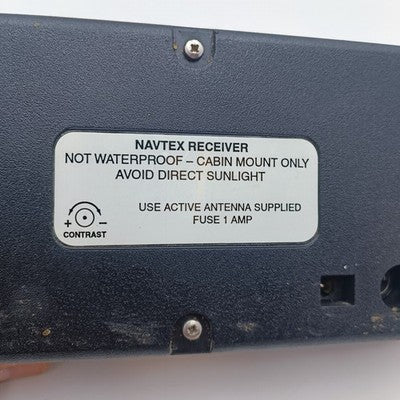 NAVTEX RECEIVER
NOT WATERPROOF – CABIN MOUNT ONLY
AVOID DIRECT SUNLIGHT
USE ACTIVE ANTENNA SUPPLIED
FUSE 1 AMP
+ –
CONTRAST